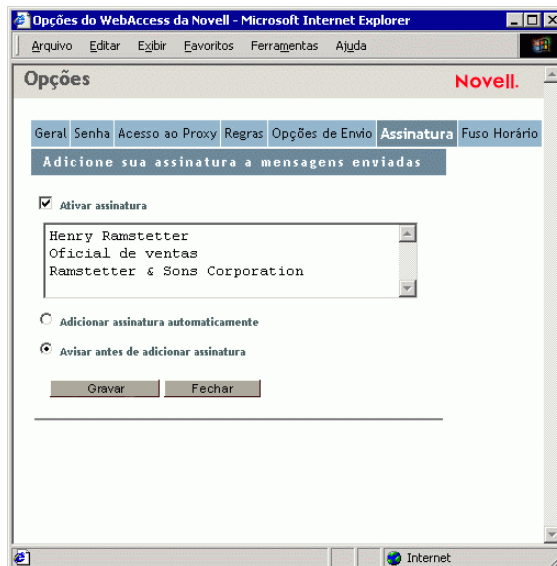 Opções do WebAccess da Novell - Microsoft Internet Explorer
Arquivo Editar Exibir Favoritos Ferramentas Ajuda
Opções
Novell.
Geral Senha Acesso ao Proxy Regras Opções de Envio Assinatura Fuso Horário
Adicione sua assinatura a mensagens enviadas
Ativar assinatura
Henry Ramstetter
Oficial de ventas
Ramstetter & Sons Corporation
Adicionar assinatura automaticamente
Avisar antes de adicionar assinatura
Gravar Fechar
Internet